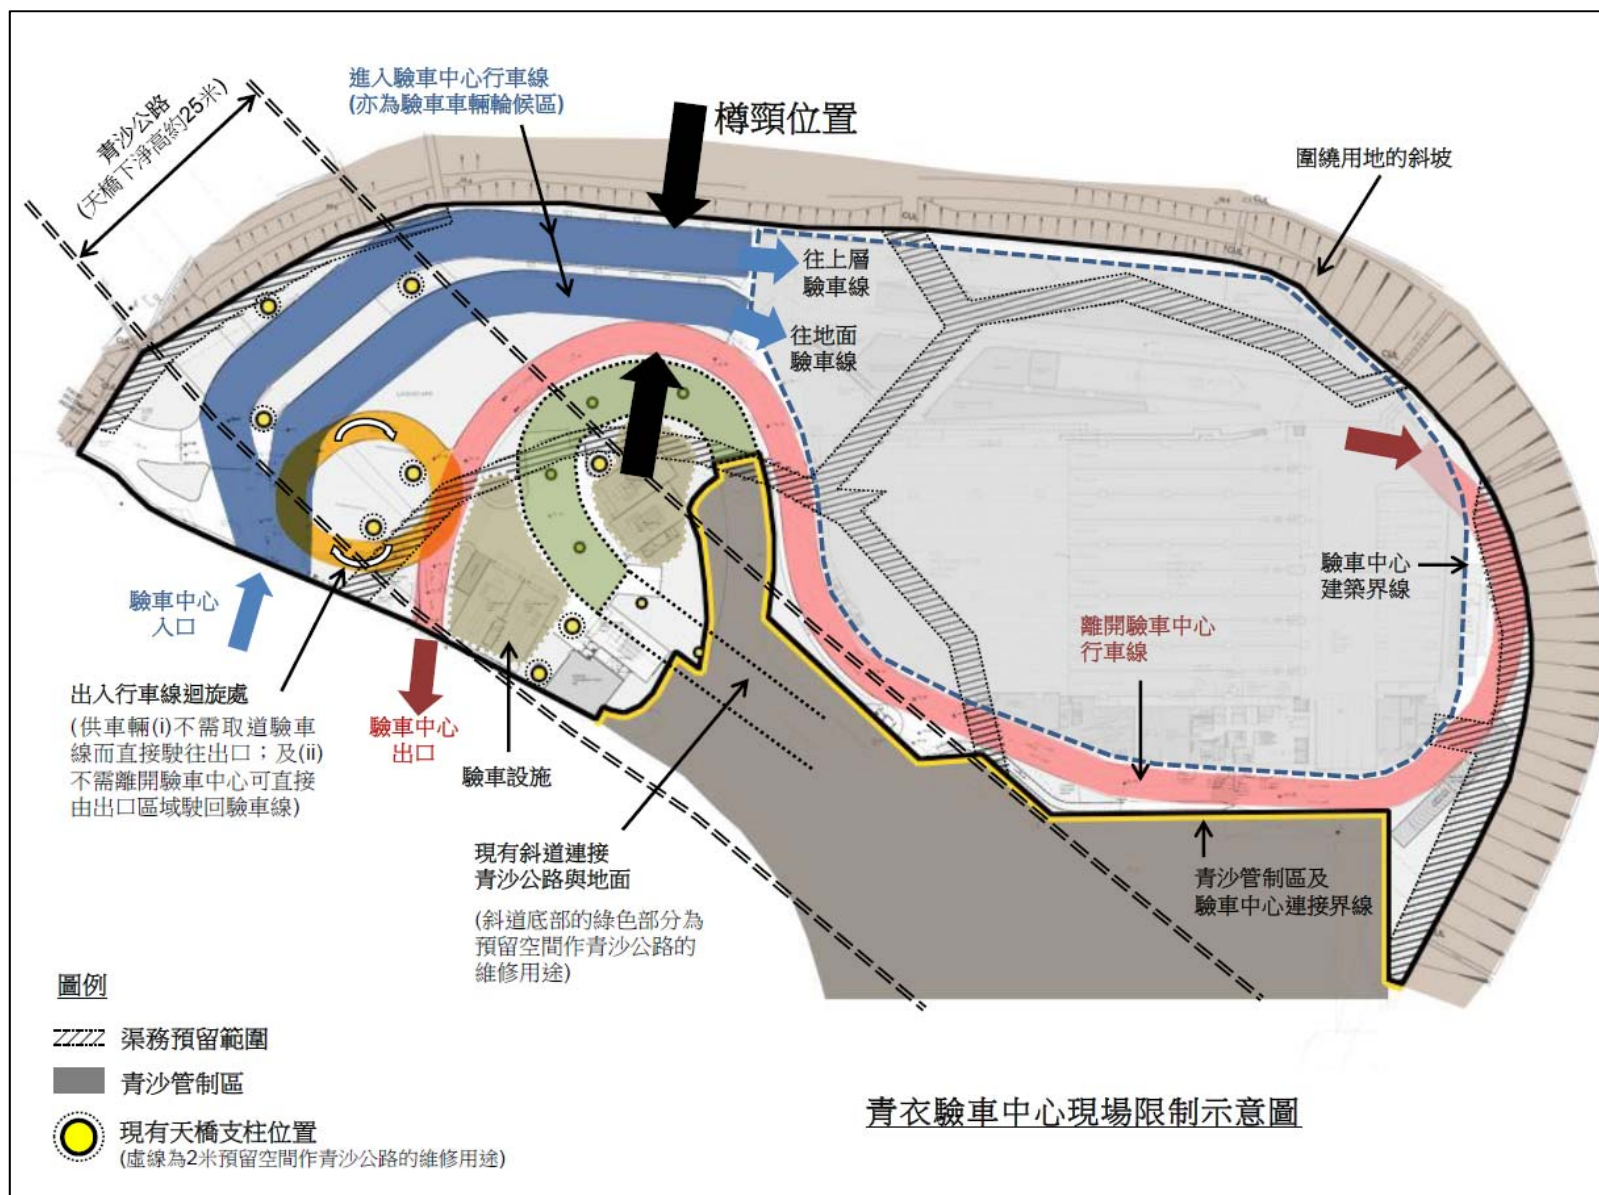 青沙公路
(天橋下淨高約25米)
進入驗車中心行車線
(亦為驗車車輛輪候區)
樽頸位置
圍繞用地的斜坡
往上層
驗車線
往地面
驗車線
驗車中心
入口
出入行車線迴旋處
(供車輛(i)不需取道驗車
線而直接駛往出口；及(ii)
不需離開驗車中心可直接
由出口區域駛回驗車線)
驗車中心
出口
驗車設施
現有斜道連接
青沙公路與地面
(斜道底部的綠色部分為
預留空間作青沙公路的
維修用途)
離開驗車中心
行車線
驗車中心
建築界線
青沙管制區及
驗車中心連接界線
圖例
渠務預留範圍
青沙管制區
現有天橋支柱位置
(虛線為2米預留空間作青沙公路的維修用途)
青衣驗車中心現場限制示意圖